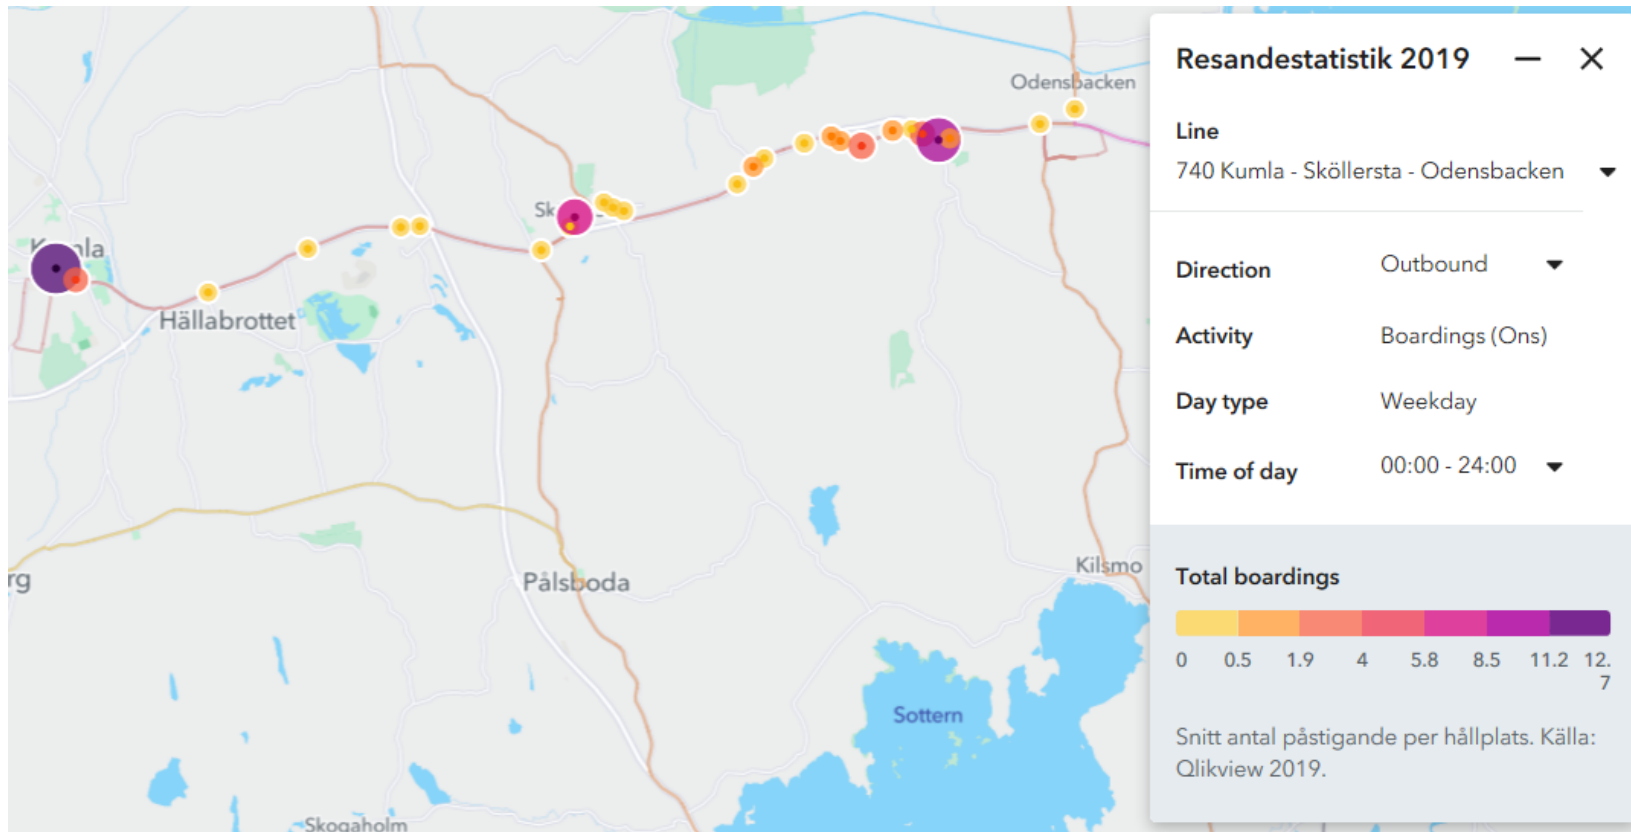 Resandestatistik 2019
Line
740 Kumla - Sköllersta - Odensbacken
Direction Outbound
Activity Boardings (Ons)
Day type Weekday
Time of day 00:00 - 24:00
Total boardings
0 0.5 1.9 4 5.8 8.5 11.2 12.
7
Snitt antal påstigande per hållplats. Källa:
Qlikview 2019.
Odensbacken
Sk
Hällabrottet
rg
Pålsboda
Kilsmo
Sottern
Skogaholm